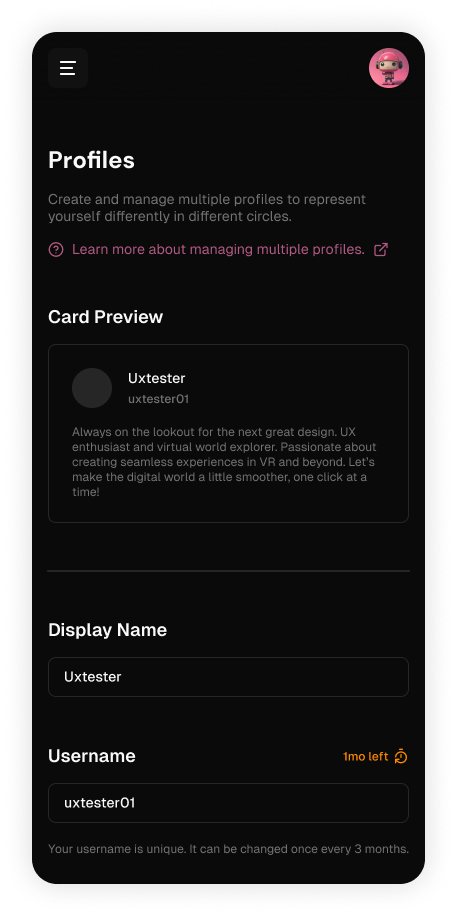 Profiles
Create and manage multiple profiles to represent
yourself differently in different circles.
Learn more about managing multiple profiles.
Card Preview
Uxtester
uxtester01
Always on the lookout for the next great design. UX
enthusiast and virtual world explorer. Passionate about
creating seamless experiences in VR and beyond. Let's
make the digital world a little smoother, one click at a
time!
Display Name
Uxtester
Username
1mo left
uxtester01
Your username is unique. It can be changed once every 3 months.